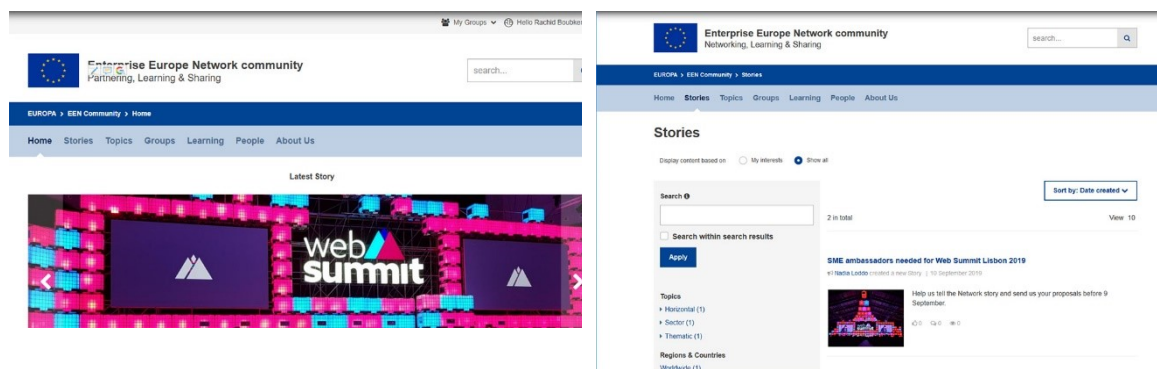 My Groups Hello Rachid Boubker
Enterprise Europe Network community
Partnering, Learning & Sharing
search...
EUROPA > EEN Community > Home
Home Stories Topics Groups Learning People About Us
Latest Story
web
summit
Enterprise Europe Network community
Networking, Learning & Sharing
search...
EUROPA > EEN Community > Stories
Home Stories Topics Groups Learning People About Us
Stories
Display content based on My interests Show all
Search
Search within search results
Apply
Topics
Horizontal (1)
Sector (1)
Thematic (1)
Regions & Countries
Worldwide (1)
Sort by: Date created
2 in total View 10
SME ambassadors needed for Web Summit Lisbon 2019
Nadia Loddo created a new Story | 10 September 2019
Help us tell the Network story and send us your proposals before 9
September.
0 0 0